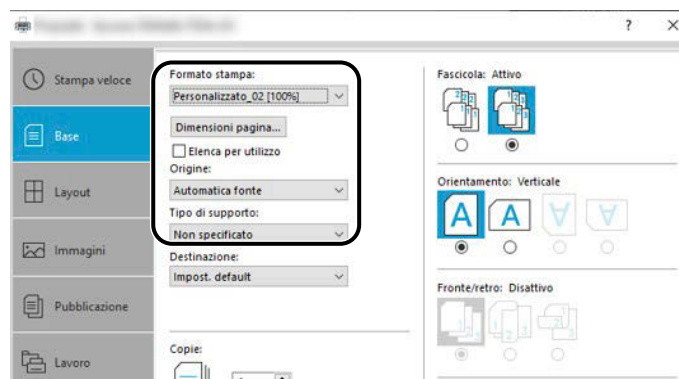 Stampa veloce
Base
Layout
Immagini
Pubblicazione
Lavoro
Formato stampa:
Personalizzato_02 [100%]
Dimensioni pagina...
Elenca per utilizzo
Origine:
Automatica fonte
Tipo di supporto:
Non specificato
Destinazione:
Impost. default
Copie:
Fascicola: Attivo
Orientamento: Verticale
A A A A
Fronte/retro: Disattivo